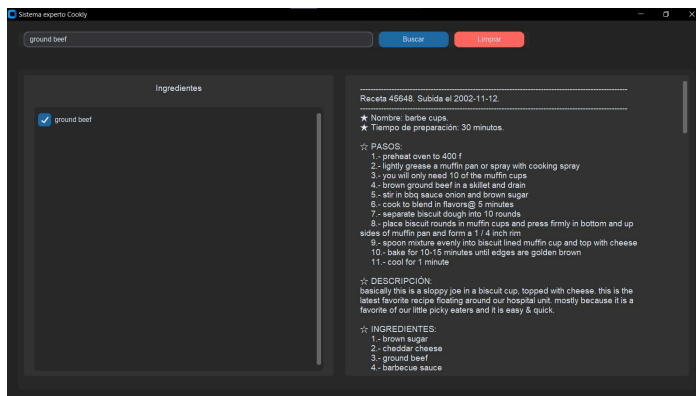 Sistema experto Cookly
ground beef
Buscar
Limpiar
Ingredientes
ground beef
Receta 45648. Subida el 2002-11-12.
★ Nombre: barbe cups.
★ Tiempo de preparación: 30 minutos.
☆ PASOS:
1.- preheat oven to 400 f
2.- lightly grease a muffin pan or spray with cooking spray
3.- you will only need 10 of the muffin cups
4.- brown ground beef in a skillet and drain
5.- stir in bbq sauce onion and brown sugar
6.- cook to blend in flavors@ 5 minutes
7.- separate biscuit dough into 10 rounds
8.- place biscuit rounds in muffin cups and press firmly in bottom and up
sides of muffin pan and form a 1 / 4 inch rim
9.- spoon mixture evenly into biscuit lined muffin cup and top with cheese
10.- bake for 10-15 minutes until edges are golden brown
11.- cool for 1 minute
☆ DESCRIPCIÓN:
basically this is a sloppy joe in a biscuit cup, topped with cheese. this is the
latest favorite recipe floating around our hospital unit. mostly because it is a
favorite of our little picky eaters and it is easy & quick.
☆ INGREDIENTES:
1.- brown sugar
2.- cheddar cheese
3.- ground beef
4.- barbecue sauce